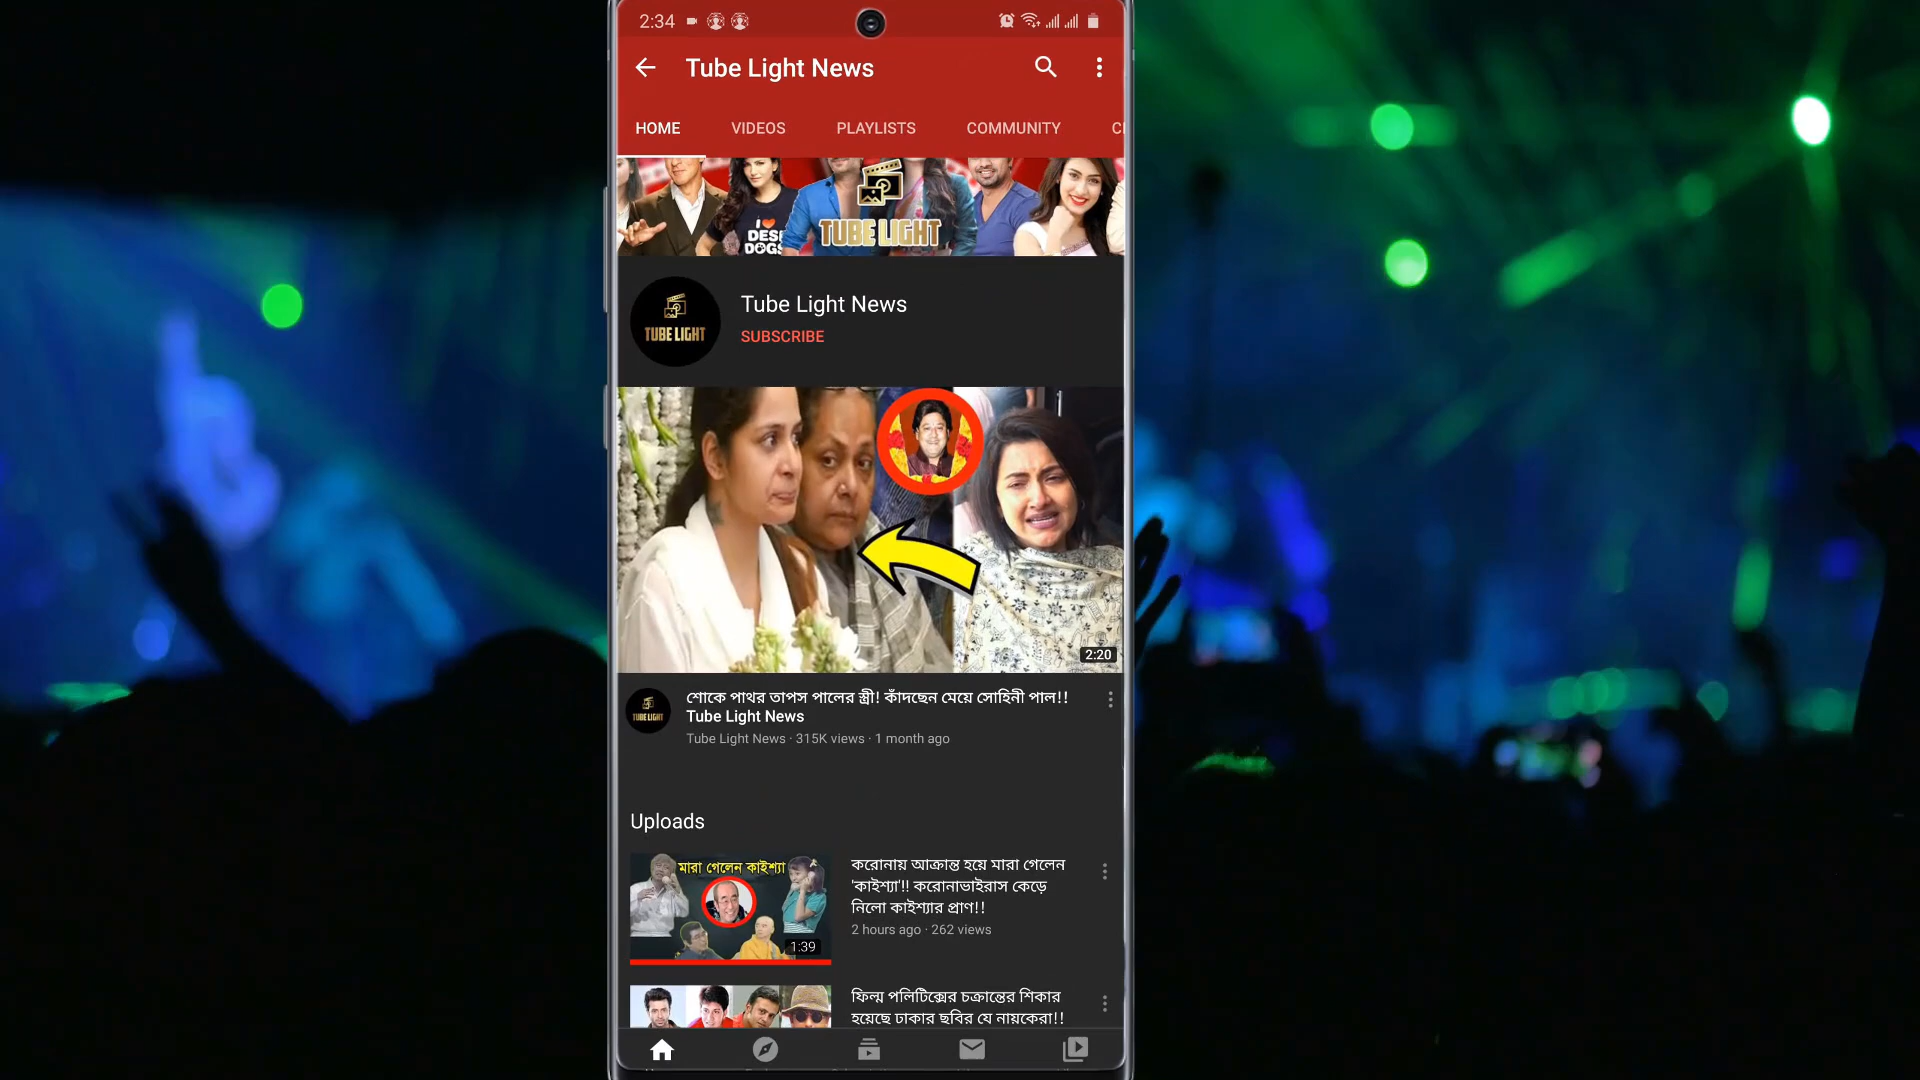 2:34
Tube Light News
HOME VIDEOS PLAYLISTS COMMUNITY
I
DESI
DOGS
TUBE LIGHT
Tube Light News
TUBE LIGHT
SUBSCRIBE
2:20
শোকে পাথর তাপস পালের স্ত্রী! কাঁদছেন মেয়ে সোহিনী পাল!!
TUBE LIGHT
Tube Light News
Tube Light News · 315K views · 1 month ago
Uploads
মারা গেলেন কাইশ্যা
1:39
করোনায় আক্রান্ত হয়ে মারা গেলেন
'কাইশ্যা'!! করোনাভাইরাস কেড়ে
নিলো কাইশ্যার প্রাণ!!
2 hours ago · 262 views
ফিল্ম পলিটিক্সের চক্রান্তের শিকার
হয়েছে ঢাকার ছবির যে নায়কেরা!!